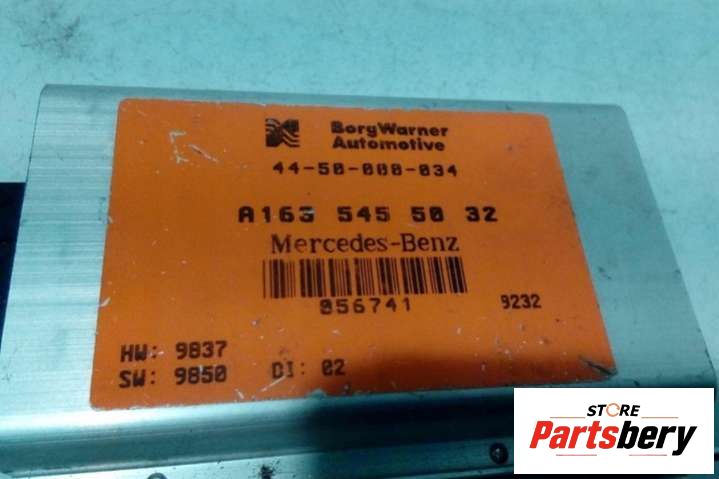 BorgWarner
Automotive
44-50-000-034
A163 545 50 32
Mercedes-Benz
056741
9232
HW: 9837
SW: 9850 DI: 02
STORE
Partsbery